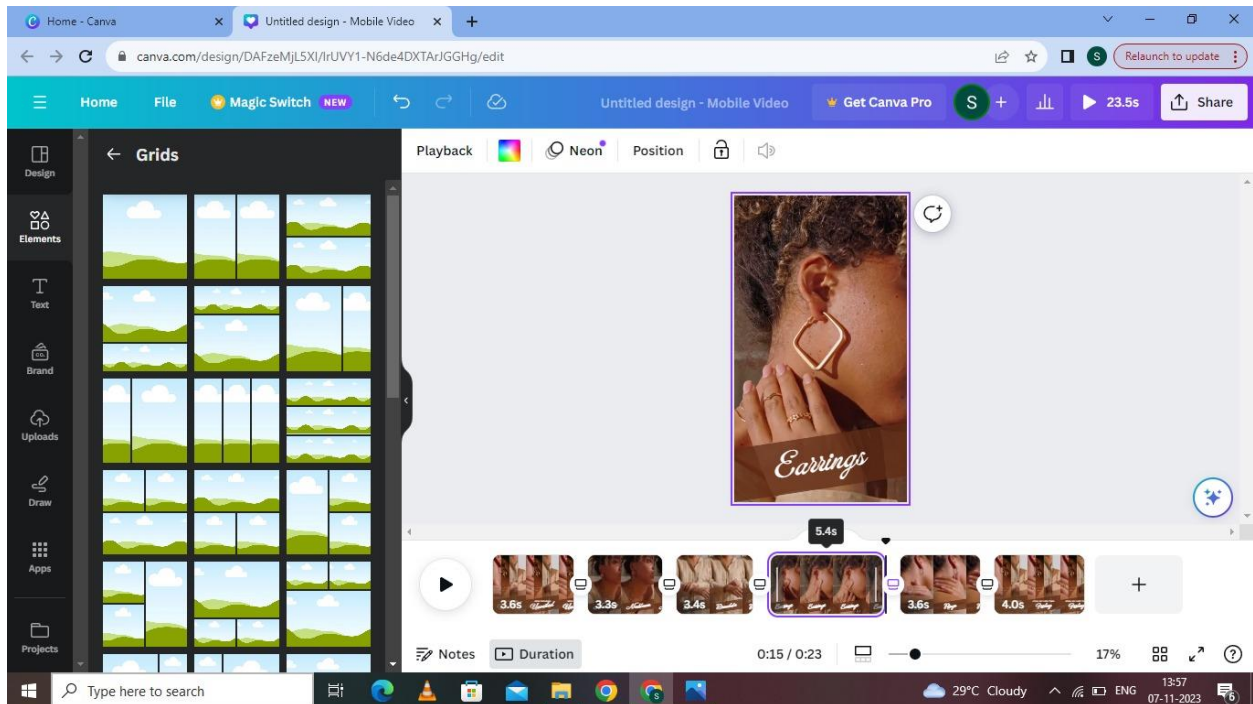 Home - Canva
Untitled design - Mobile Video
canva.com/design/DAFzeMjL5XI/IrUVY1-N6de4DXTArJGGHg/edit
S
Relaunch to update
Home File Magic Switch NEW Untitled design - Mobile Video Get Canva Pro S + 23.5s Share
Design
Elements
Text
Brand
CO.
Uploads
Draw
Apps
Projects
Grids
Playback Neon Position
Earrings
5.4s
3.6s
3.3s
3.4s
3.6s
4.0s
Notes Duration 0:15 / 0:23 17%
Type here to search
29°C Cloudy ENG
13:57
07-11-2023
6